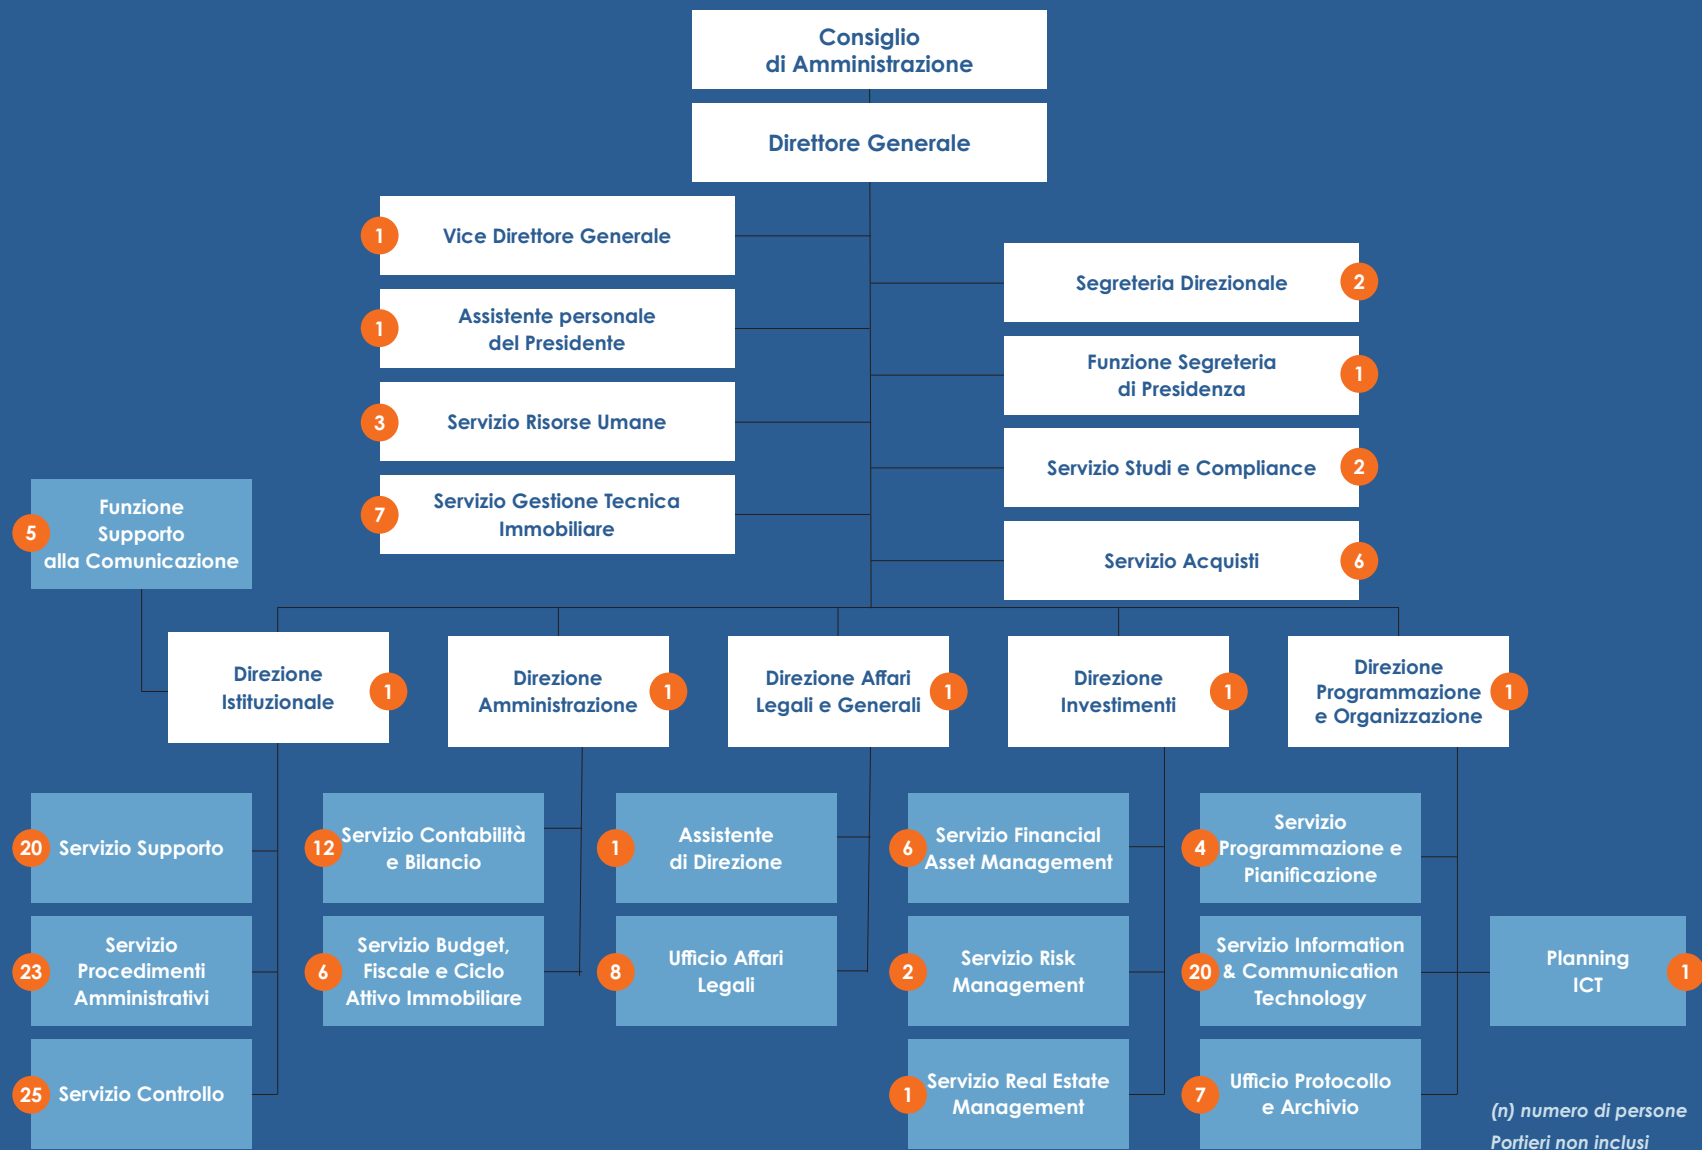 Consiglio
di Amministrazione
Direttore Generale
1
Vice Direttore Generale
Segreteria Direzionale
2
1
Assistente personale
del Presidente
Funzione Segreteria
di Presidenza
1
3
Servizio Risorse Umane
Servizio Studi e Compliance
2
7
Servizio Gestione Tecnica
Immobiliare
Servizio Acquisti
6
5
Funzione
Supporto
alla Comunicazione
Direzione
Istituzionale
1
Direzione
Amministrazione
1
Direzione Affari
Legali e Generali
1
Direzione
Investimenti
1
Direzione
Programmazione
e Organizzazione
1
20
Servizio Supporto
12
Servizio Contabilità
e Bilancio
1
Assistente
di Direzione
6
Servizio Financial
Asset Management
4
Servizio
Programmazione e
Pianificazione
23
Servizio
Procedimenti
Amministrativi
6
Servizio Budget,
Fiscale e Ciclo
Attivo Immobiliare
8
Ufficio Affari
Legali
2
Servizio Risk
Management
20
Servizio Information
& Communication
Technology
Planning
ICT
1
25
Servizio Controllo
1
Servizio Real Estate
Management
7
Ufficio Protocollo
e Archivio
(n) numero di persone
Portieri non inclusi